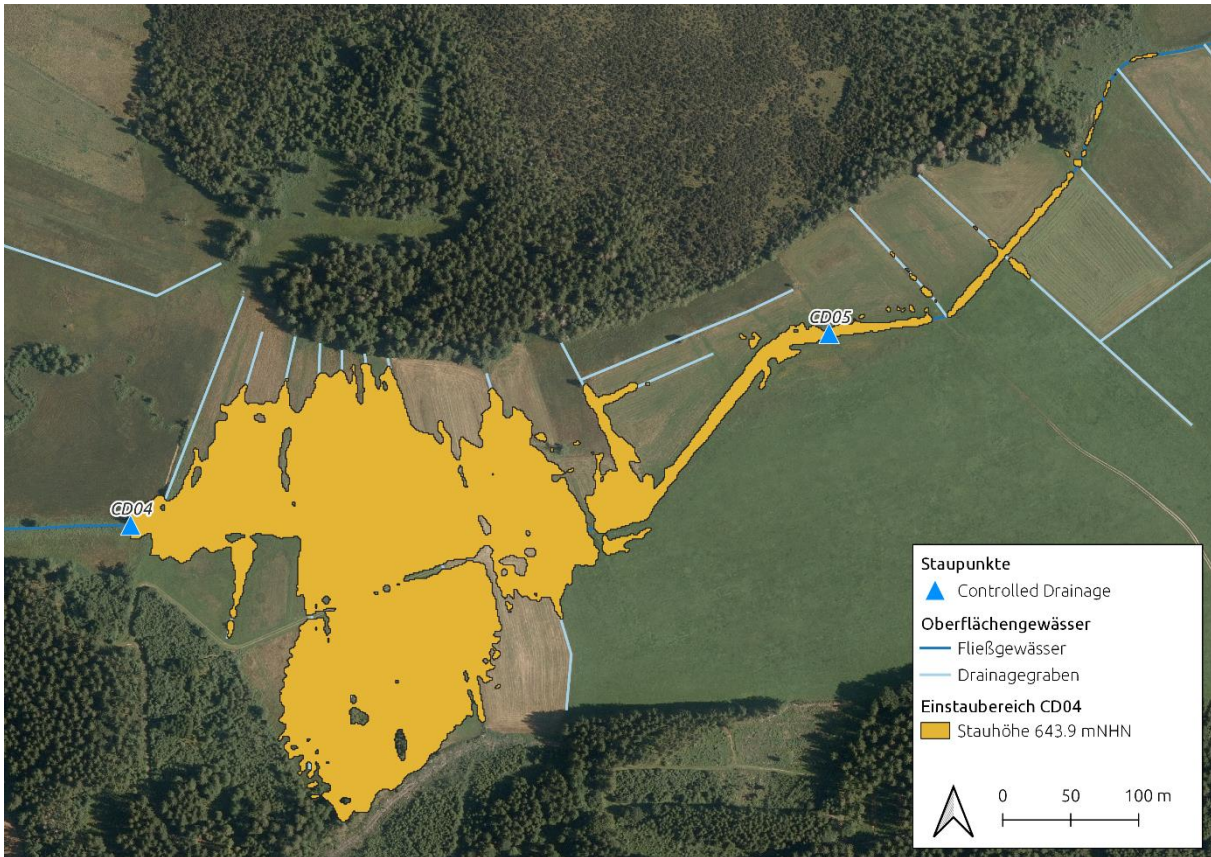 CD05
CD04
Staupunkte
Controlled Drainage
Oberflächengewässer
Fließgewässer
Drainagegraben
Einstaubereich CD04
Stauhöhe 643.9 mNHN
0 50 100 m